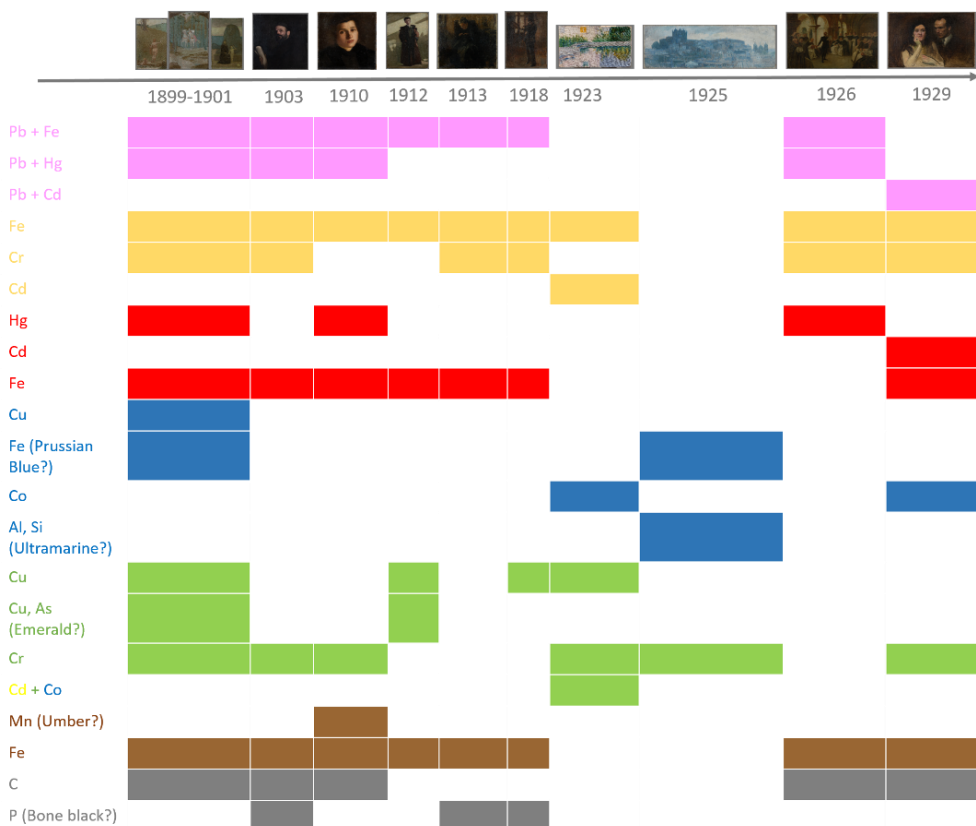 1899-1901 1903 1910 1912 1913 1918 1923 1925 1926 1929
Pb + Fe
Pb + Hg
Pb + Cd
Fe
Cr
Cd
Hg
Cd
Fe
Cu
Fe (Prussian
Blue?)
Co
Al, Si
(Ultramarine?)
Cu
Cu, As
(Emerald?)
Cr
Cd + Co
Mn (Umber?)
Fe
C
P (Bone black?)